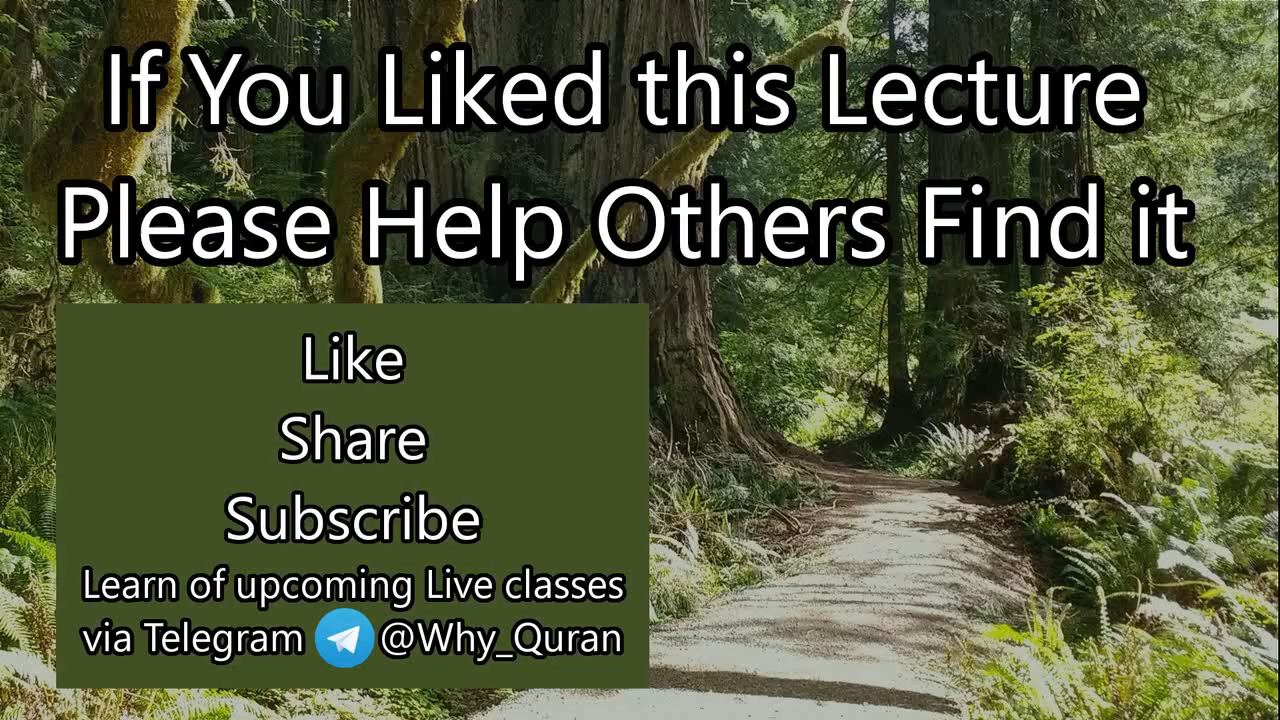 If You Liked this Lecture
Please Help Others Find it
Like
Share
Subscribe
Learn of upcoming Live classes
via Telegram @Why_Quran